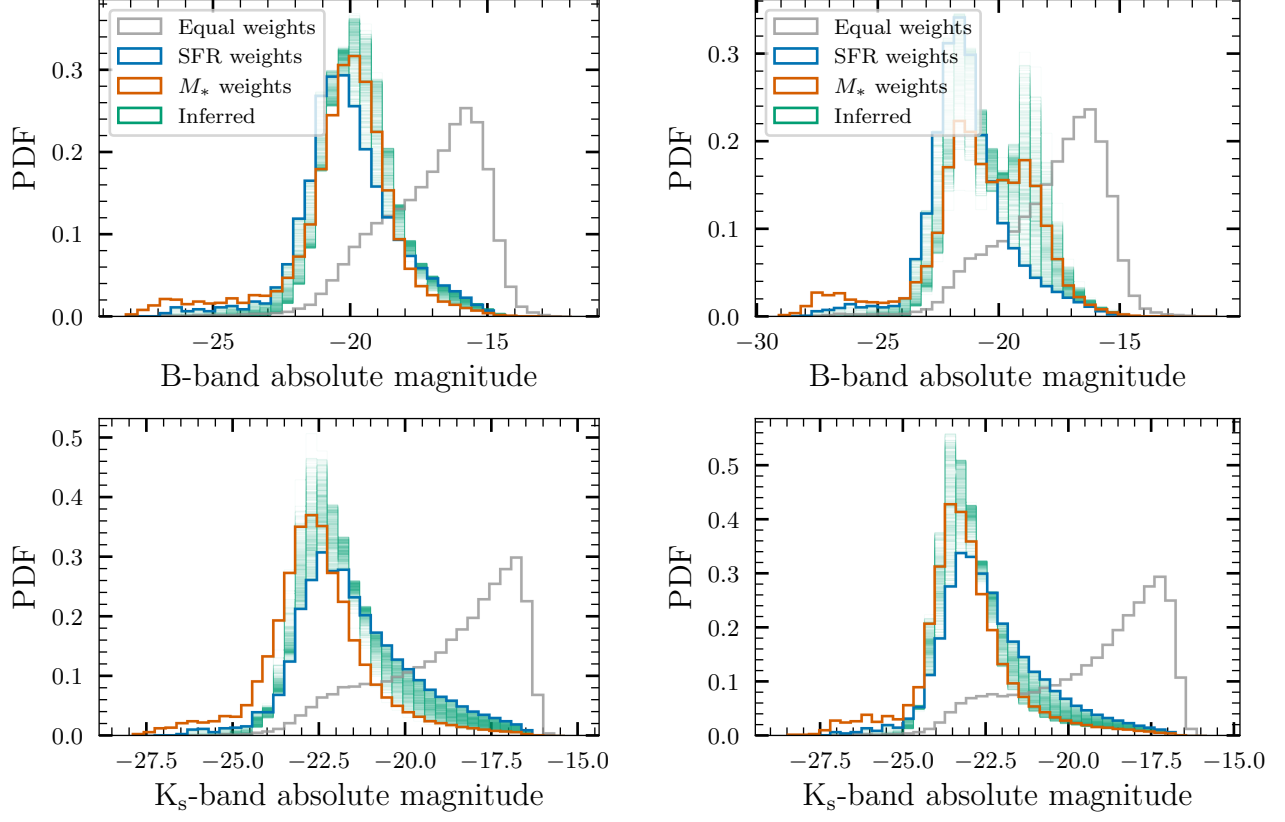 PDF
0.3
0.2
0.1
0.0
Equal weights
SFR weights
M* weights
Inferred
−25
−20
−15
B-band absolute magnitude
PDF
0.3
0.2
0.1
0.0
Equal weights
SFR weights
M* weights
Inferred
−30
−25
−20
−15
B-band absolute magnitude
PDF
0.5
0.4
0.3
0.2
0.1
0.0
−27.5
−25.0
−22.5
−20.0
−17.5
−15.0
Ks-band absolute magnitude
PDF
0.5
0.4
0.3
0.2
0.1
0.0
−27.5
−25.0
−22.5
−20.0
−17.5
−15.0
Ks-band absolute magnitude